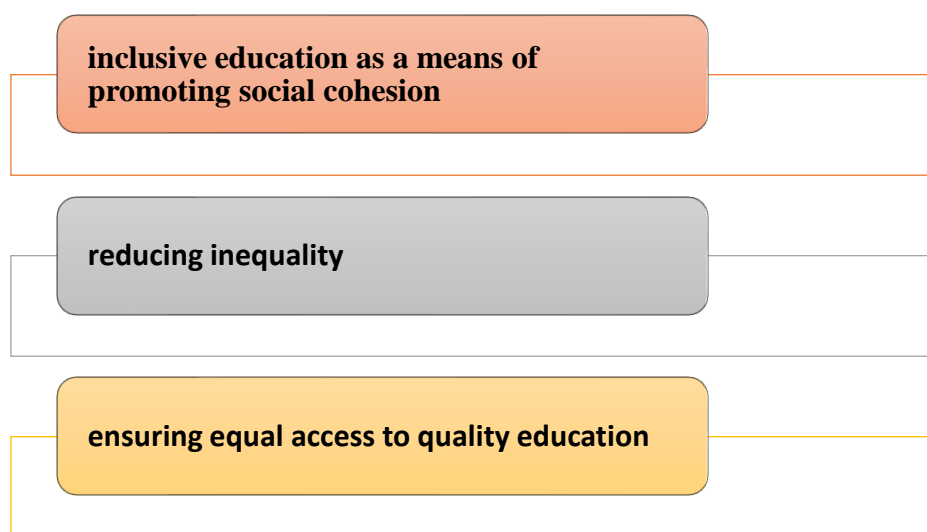 inclusive education as a means of
promoting social cohesion
reducing inequality
ensuring equal access to quality education